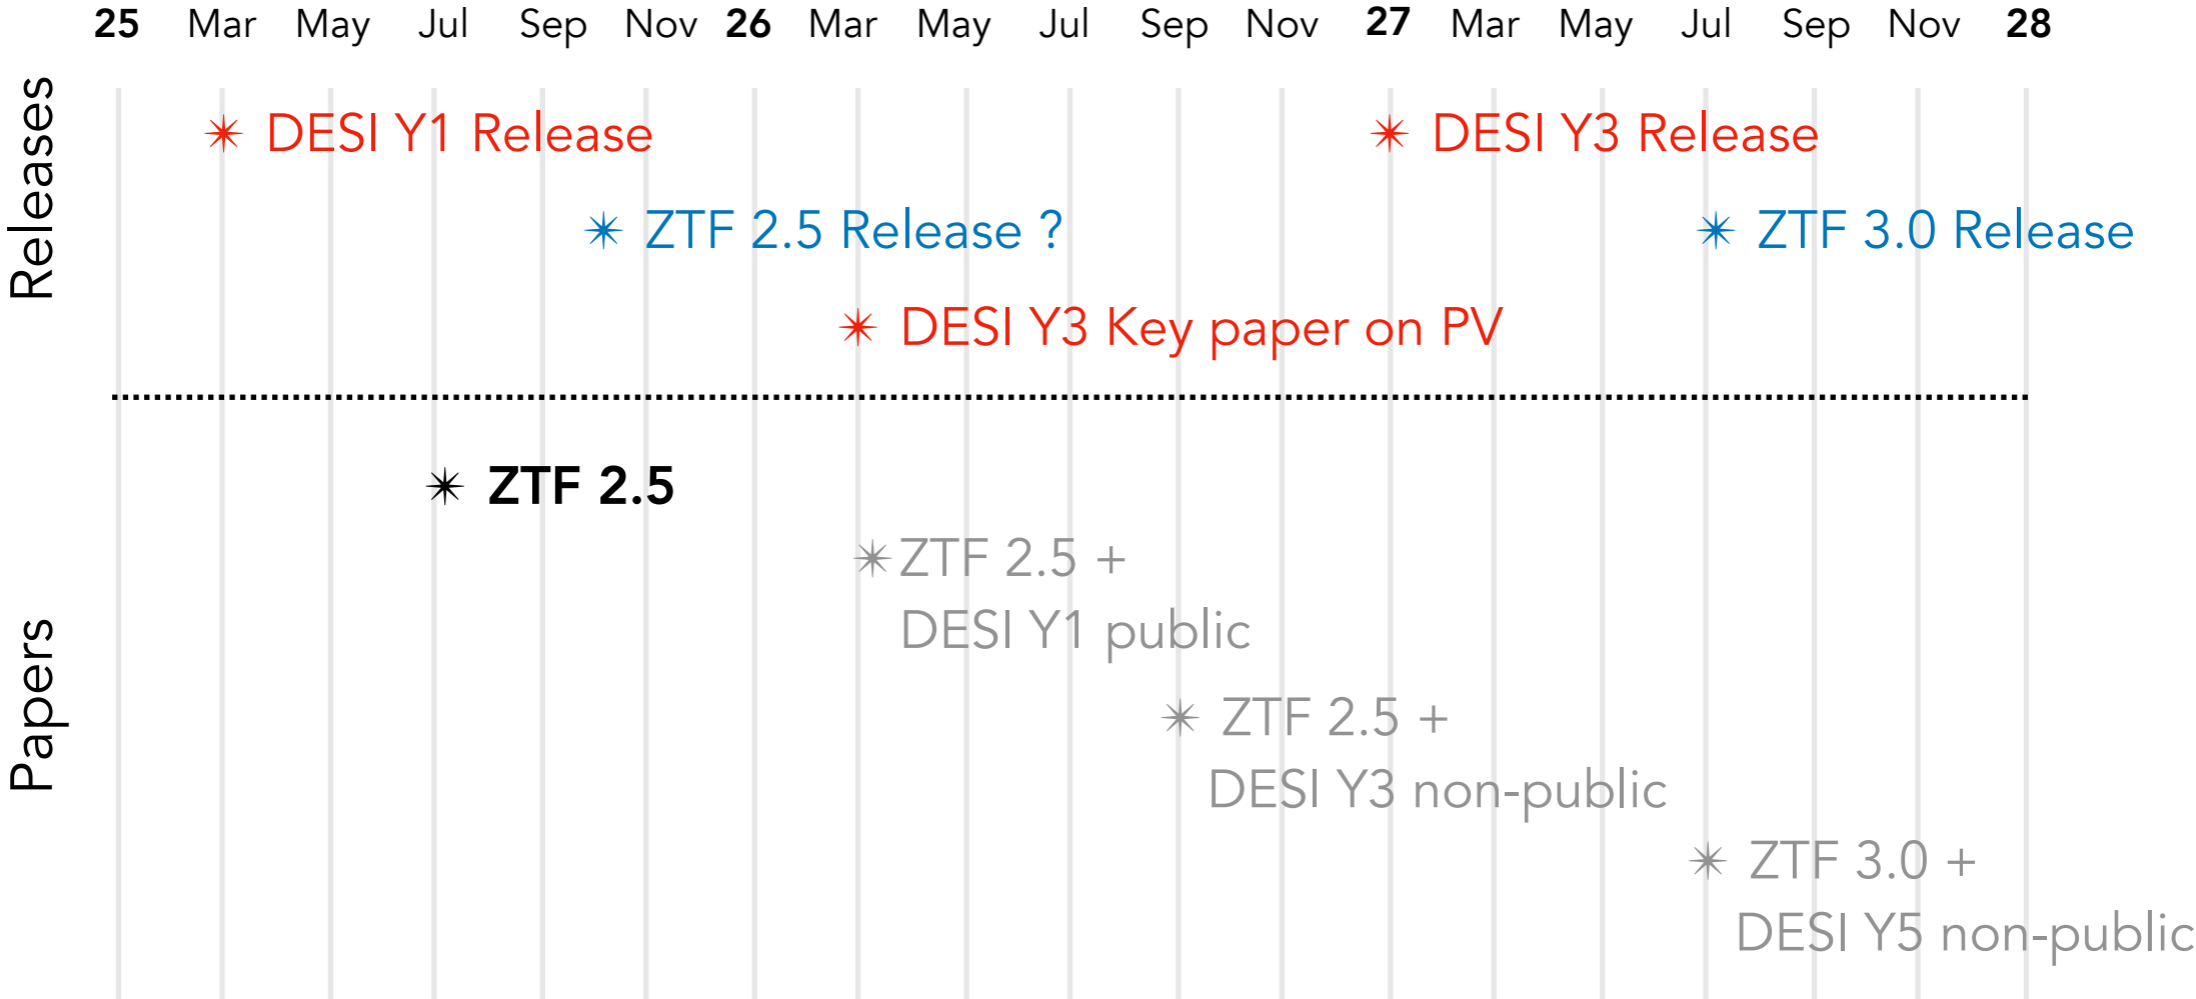 25 Mar May Jul Sep Nov 26 Mar May Jul Sep Nov 27 Mar May Jul Sep Nov 28
Releases
DESI Y1 Release
DESI Y3 Release
ZTF 2.5 Release ?
ZTF 3.0 Release
DESI Y3 Key paper on PV
Papers
ZTF 2.5
ZTF 2.5 +
DESI Y1 public
ZTF 2.5 +
DESI Y3 non-public
ZTF 3.0 +
DESI Y5 non-public